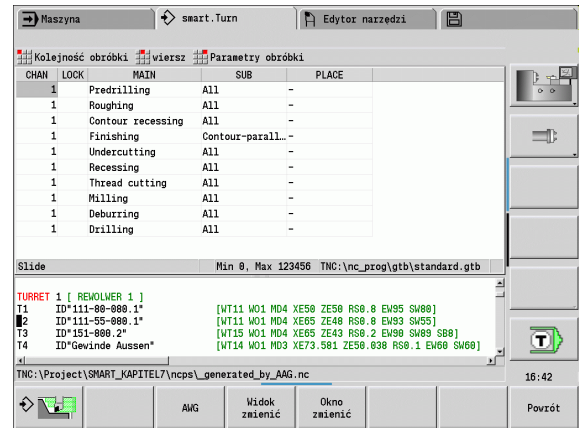 Maszyna smart.Turn Edytor narzędzi
Kolejność obróbki wiersz Parametry obróbki
CHAN LOCK MAIN SUB PLACE
1 Predrilling All -
1 Roughing All -
1 Contour recessing All -
1 Finishing Contour-parall… -
1 Undercutting All -
1 Recessing All -
1 Thread cutting All -
1 Milling All -
1 Deburring All -
1 Drilling All -
Slide Min 0, Max 123456 TNC:\nc_prog\gtb\standard.gtb
TURRET 1 [ REWOLWER 1 ]
T1 ID"111-80-080.1" [WT11 WO1 MD4 XE50 ZE50 RS0.8 EW95 SW80]
2 ID"111-55-080.1" [WT11 WO1 MD4 XE65 ZE48 RS0.8 EW93 SW55]
T3 ID"151-800.2" [WT15 WO1 MD4 XE65 ZE43 RS0.2 EW90 SW89 SB8]
T4 ID"Gewinde Aussen" [WT14 WO1 MD3 XE73.581 ZE50.038 RS0.1 EW60 SW60]
TNC:\Project\SMART_KAPITEL7\ncps\_generated_by_AAG.nc
T
16:42
AWG Widok zmienić Okno zmienić Powrót